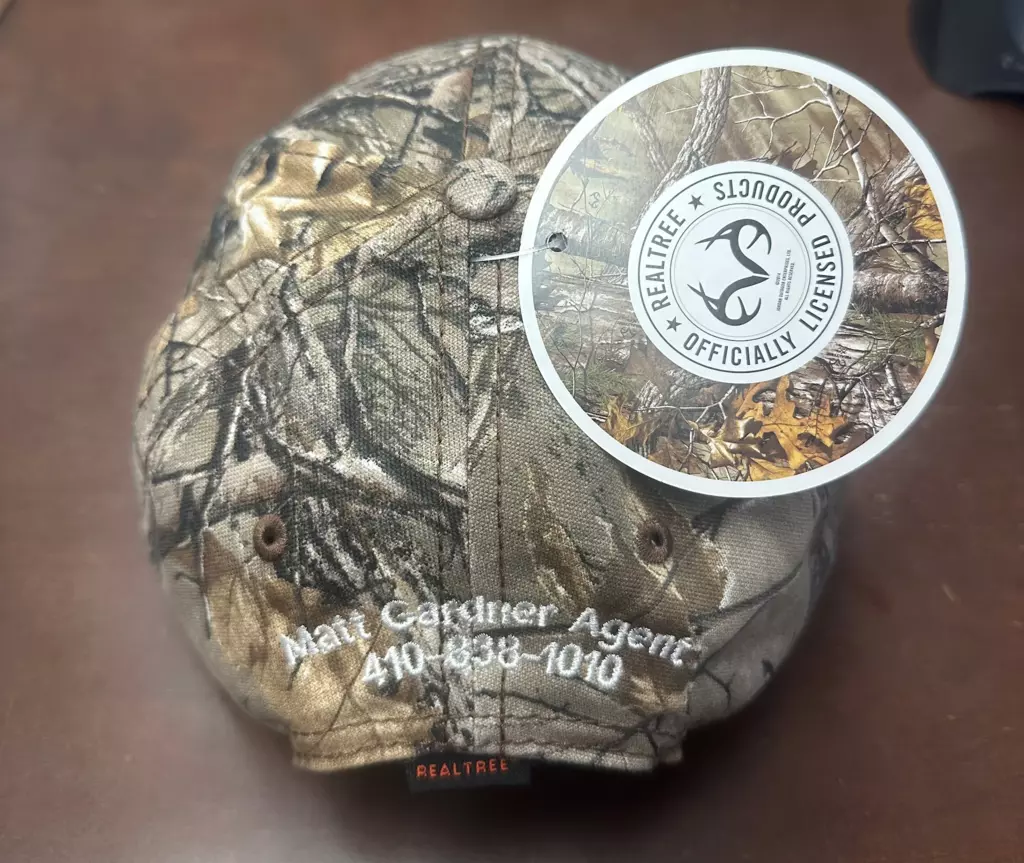 REALTREE ★ OFFICIALLY LICENSED PRODUCTS ★
Matt Gardner Agent
410-838-1010
REALTREE